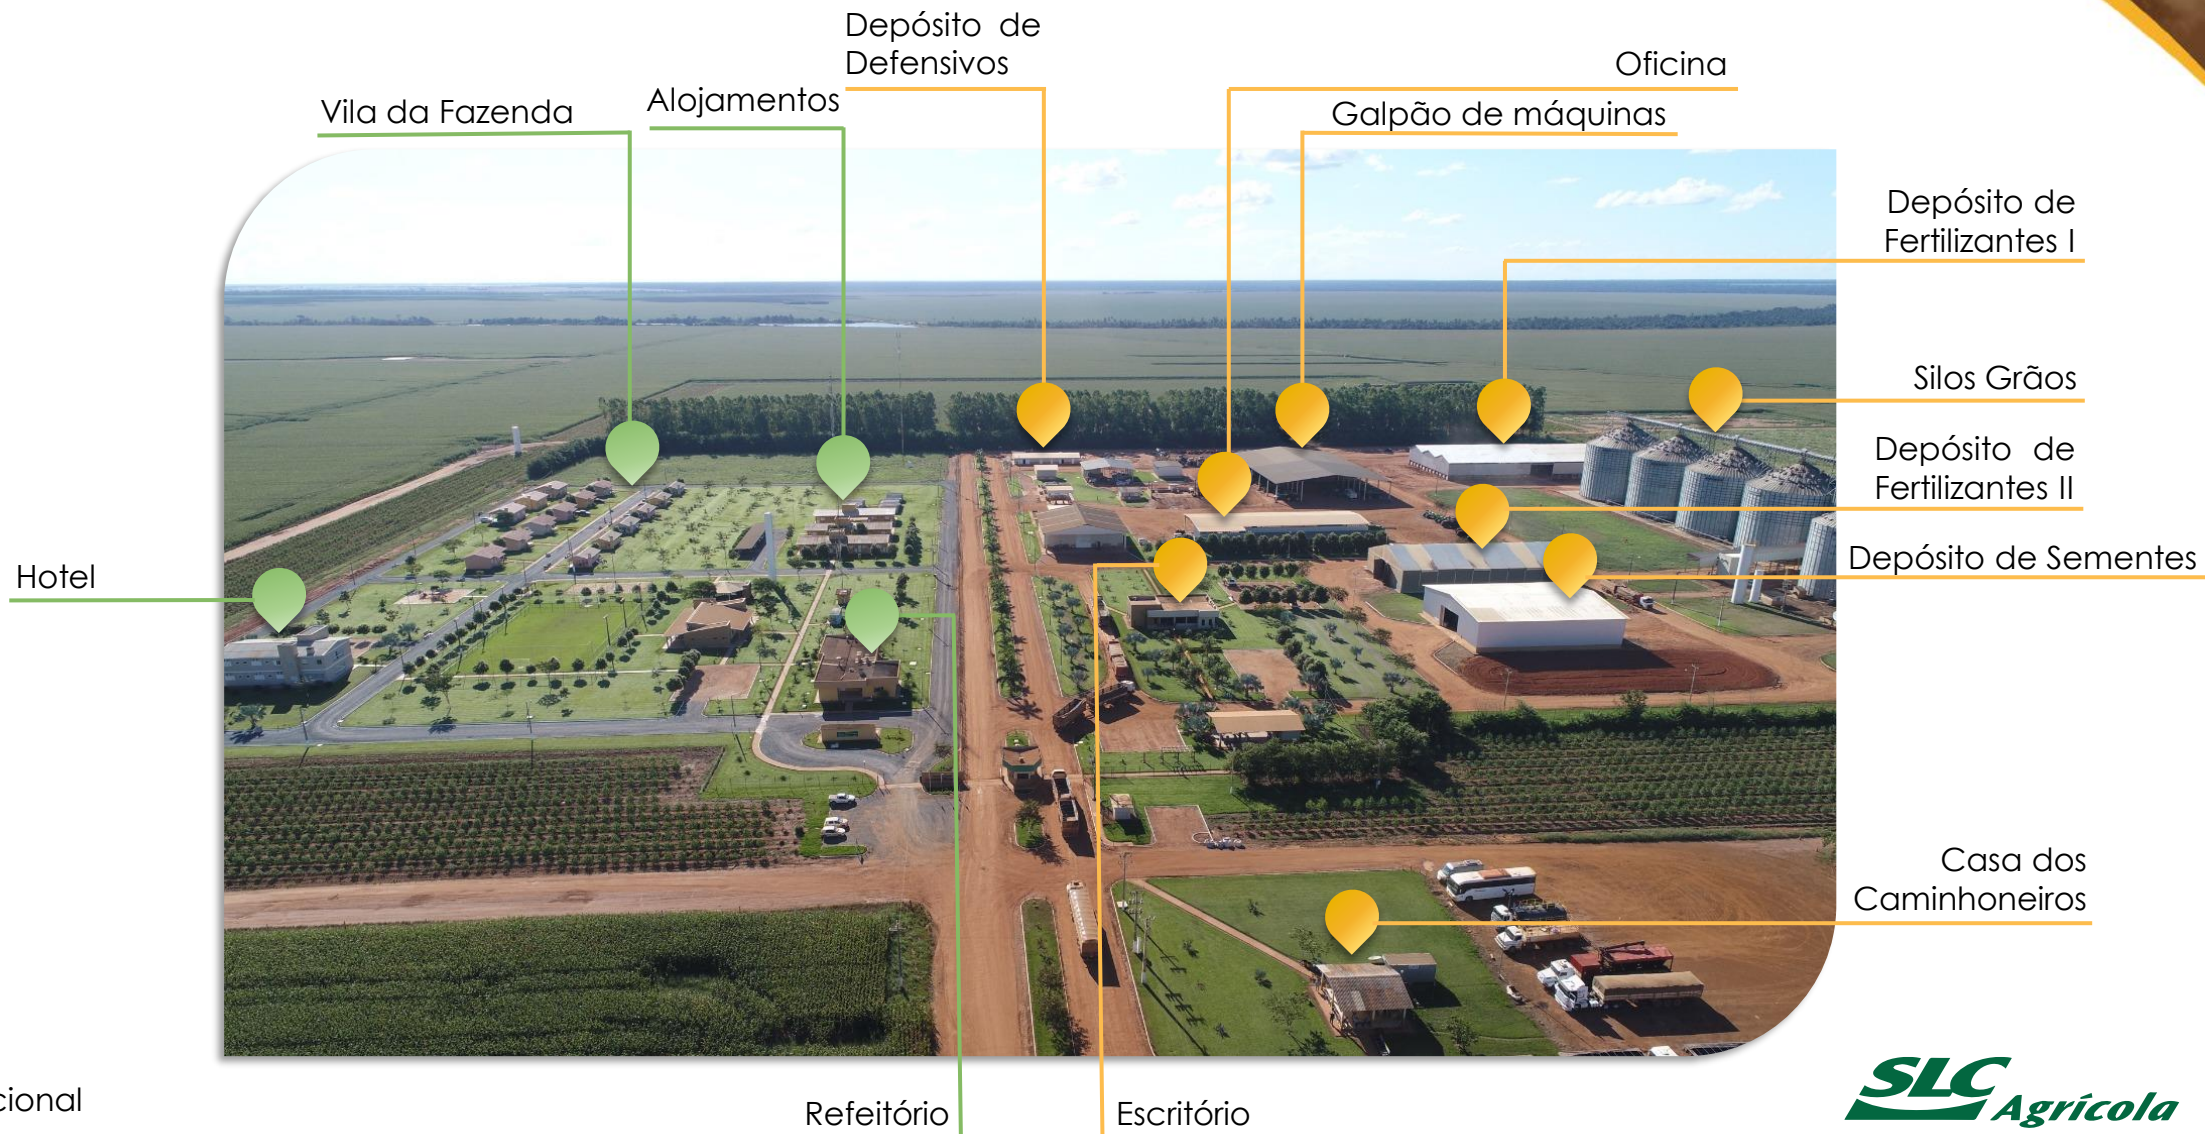 Depósito de
Defensivos
Oficina
Vila da Fazenda
Alojamentos
Galpão de máquinas
Depósito de
Fertilizantes I
Silos Grãos
Depósito de
Fertilizantes II
Depósito de Sementes
Hotel
Casa dos
Caminhoneiros
cional
Refeitório
Escritório
SLC
Agrícola